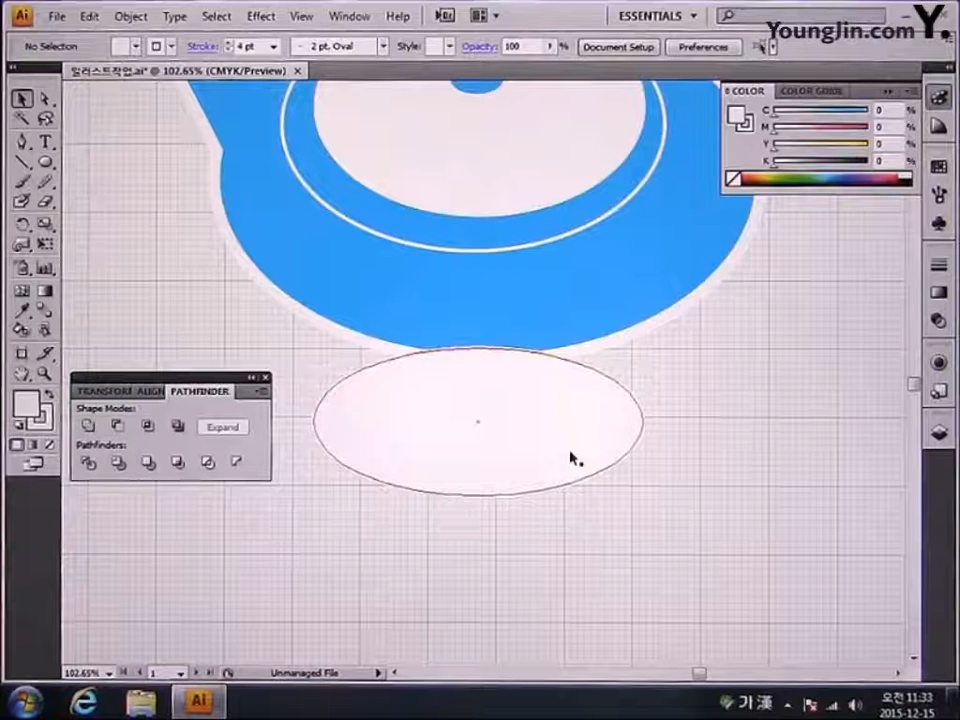 Ai File Edit Object Type Select Effect View Window Help Br ESSENTIALS
YoungJin.com Y.
No Selection Stroke: 4 pt 2 pt. Oval Style: Opacity: 100 % Document Setup Preferences
일러스트작업.ai* @ 102.65% (CMYK/Preview)
COLOR COLOR GUIDE
C 0 %
M 0 %
Y 0 %
K 0 %
TRANSFORM ALIGN PATHFINDER
Shape Modes:
Expand
Pathfinders:
102.65% 1 Unmanaged File
Ai 가 漢 오전 11:33
2015-12-15